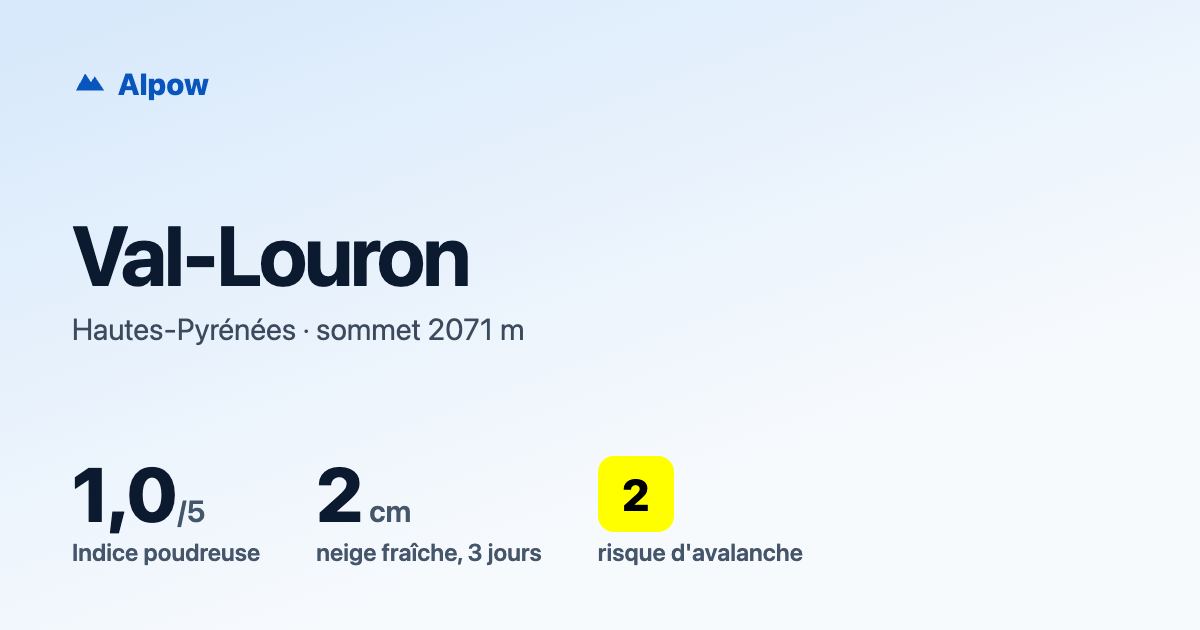 Alpow
Val-Louron
Hautes-Pyrénées · sommet 2071 m
1,0/5
Indice poudreuse
2 cm
neige fraîche, 3 jours
2
risque d'avalanche